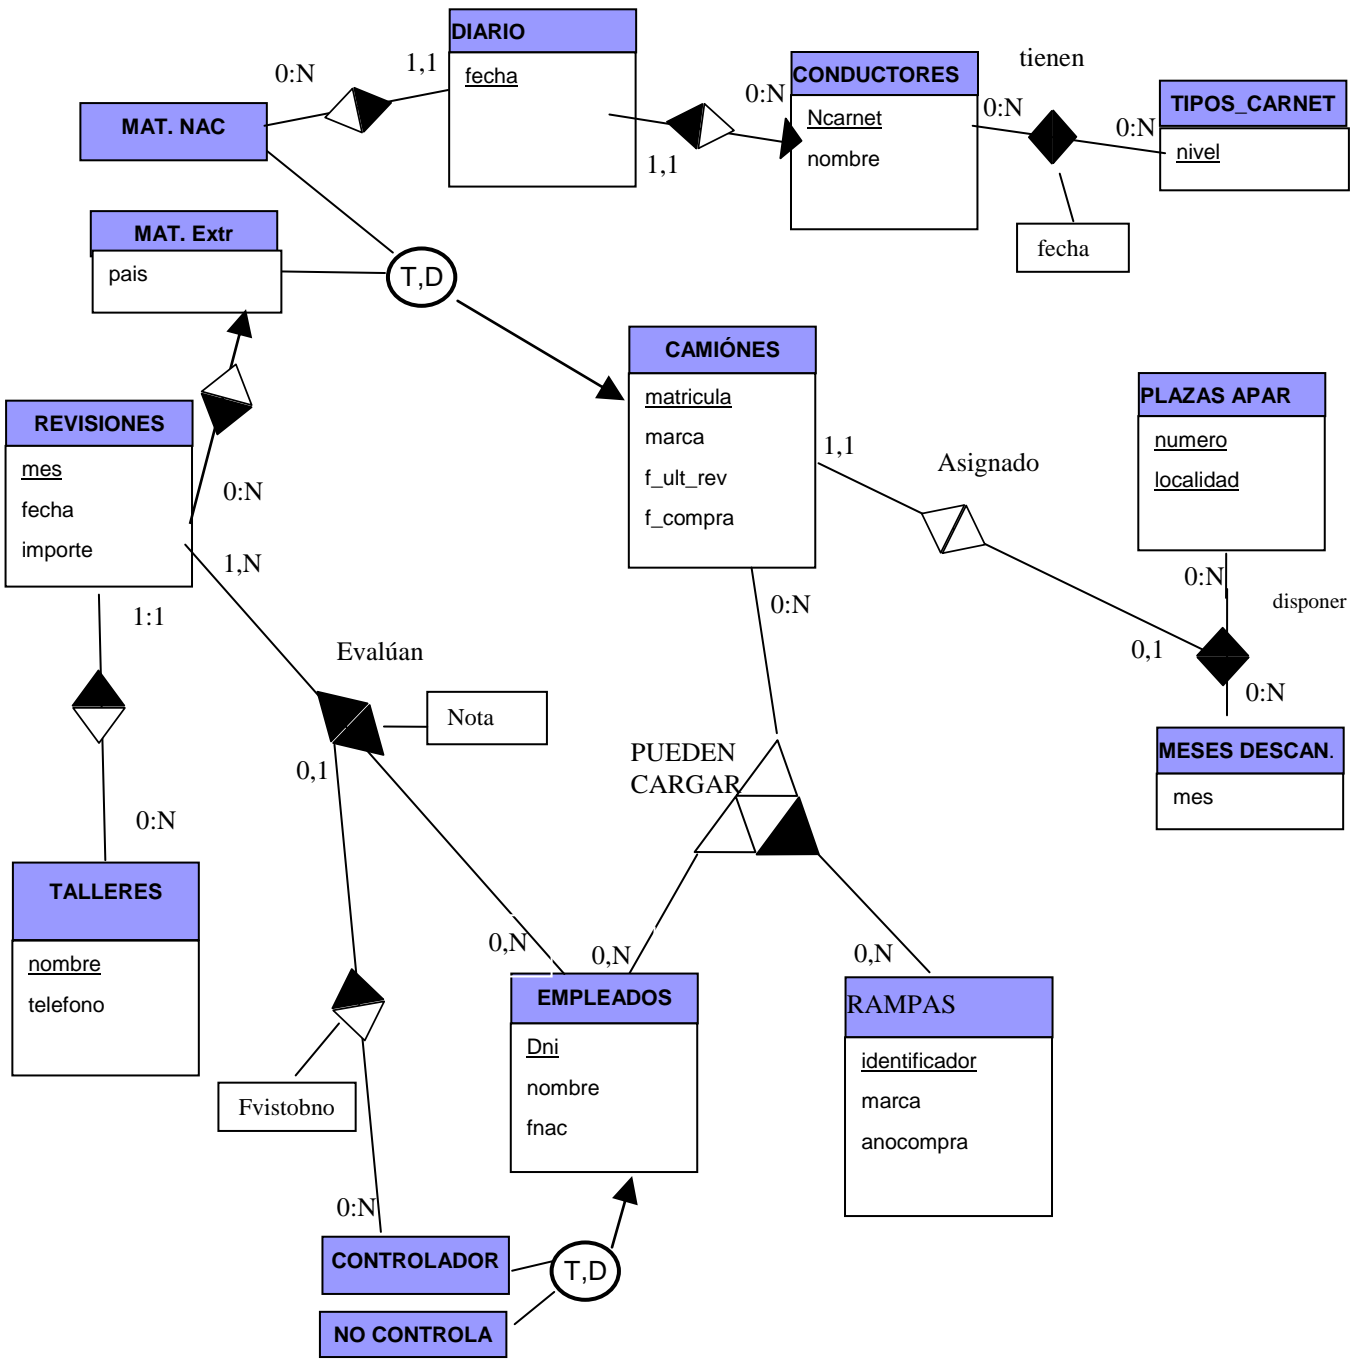 DIARIO
fecha
0:N
1,1
MAT. NAC
1,1
0:N
CONDUCTORES
Ncarnet
nombre
tienen
0:N
0:N
TIPOS_CARNET
nivel
fecha
MAT. Extr
pais
T,D
CAMIÓNES
matricula
marca
f_ult_rev
f_compra
PLAZAS APAR
numero
localidad
REVISIONES
mes
fecha
importe
0:N
1,N
1:1
1,1
Asignado
0:N
0:N
disponer
0,1
0:N
Evalúan
Nota
0,1
PUEDEN
CARGAR
MESES DESCAN.
mes
0:N
TALLERES
nombre
telefono
0,N
0,N
0,N
EMPLEADOS
Dni
nombre
fnac
RAMPAS
identificador
marca
anocompra
Fvistobno
0:N
CONTROLADOR
T,D
NO CONTROLA